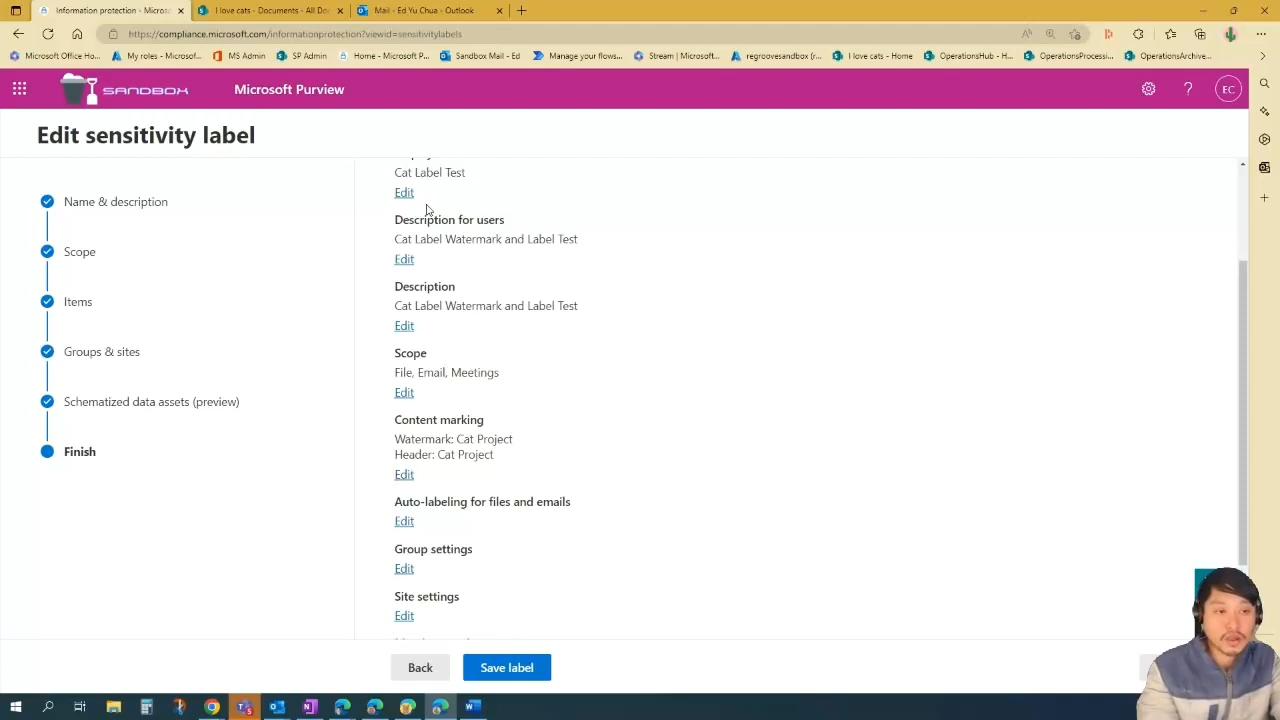 Information protection - Micros
I love cats - Documents - All Do
Mail - Ed Yu Chua - Outlook
https://compliance.microsoft.com/informationprotection?viewid=sensitivitylabels
Microsoft Office Ho...
My roles - Microsof...
MS Admin
SP Admin
Home - Microsoft P...
Sandbox Mail - Ed
Manage your flows...
Stream | Microsoft...
regroovesandbox (r...
I love cats - Home
OperationsHub - H...
OperationsProcessi...
OperationsArchive...
SANDBOX
Microsoft Purview
EC
Edit sensitivity label
Name & description
Scope
Items
Groups & sites
Schematized data assets (preview)
Finish
Cat Label Test
Edit
Description for users
Cat Label Watermark and Label Test
Edit
Description
Cat Label Watermark and Label Test
Edit
Scope
File, Email, Meetings
Edit
Content marking
Watermark: Cat Project
Header: Cat Project
Edit
Auto-labeling for files and emails
Edit
Group settings
Edit
Site settings
Edit
Back
Save label